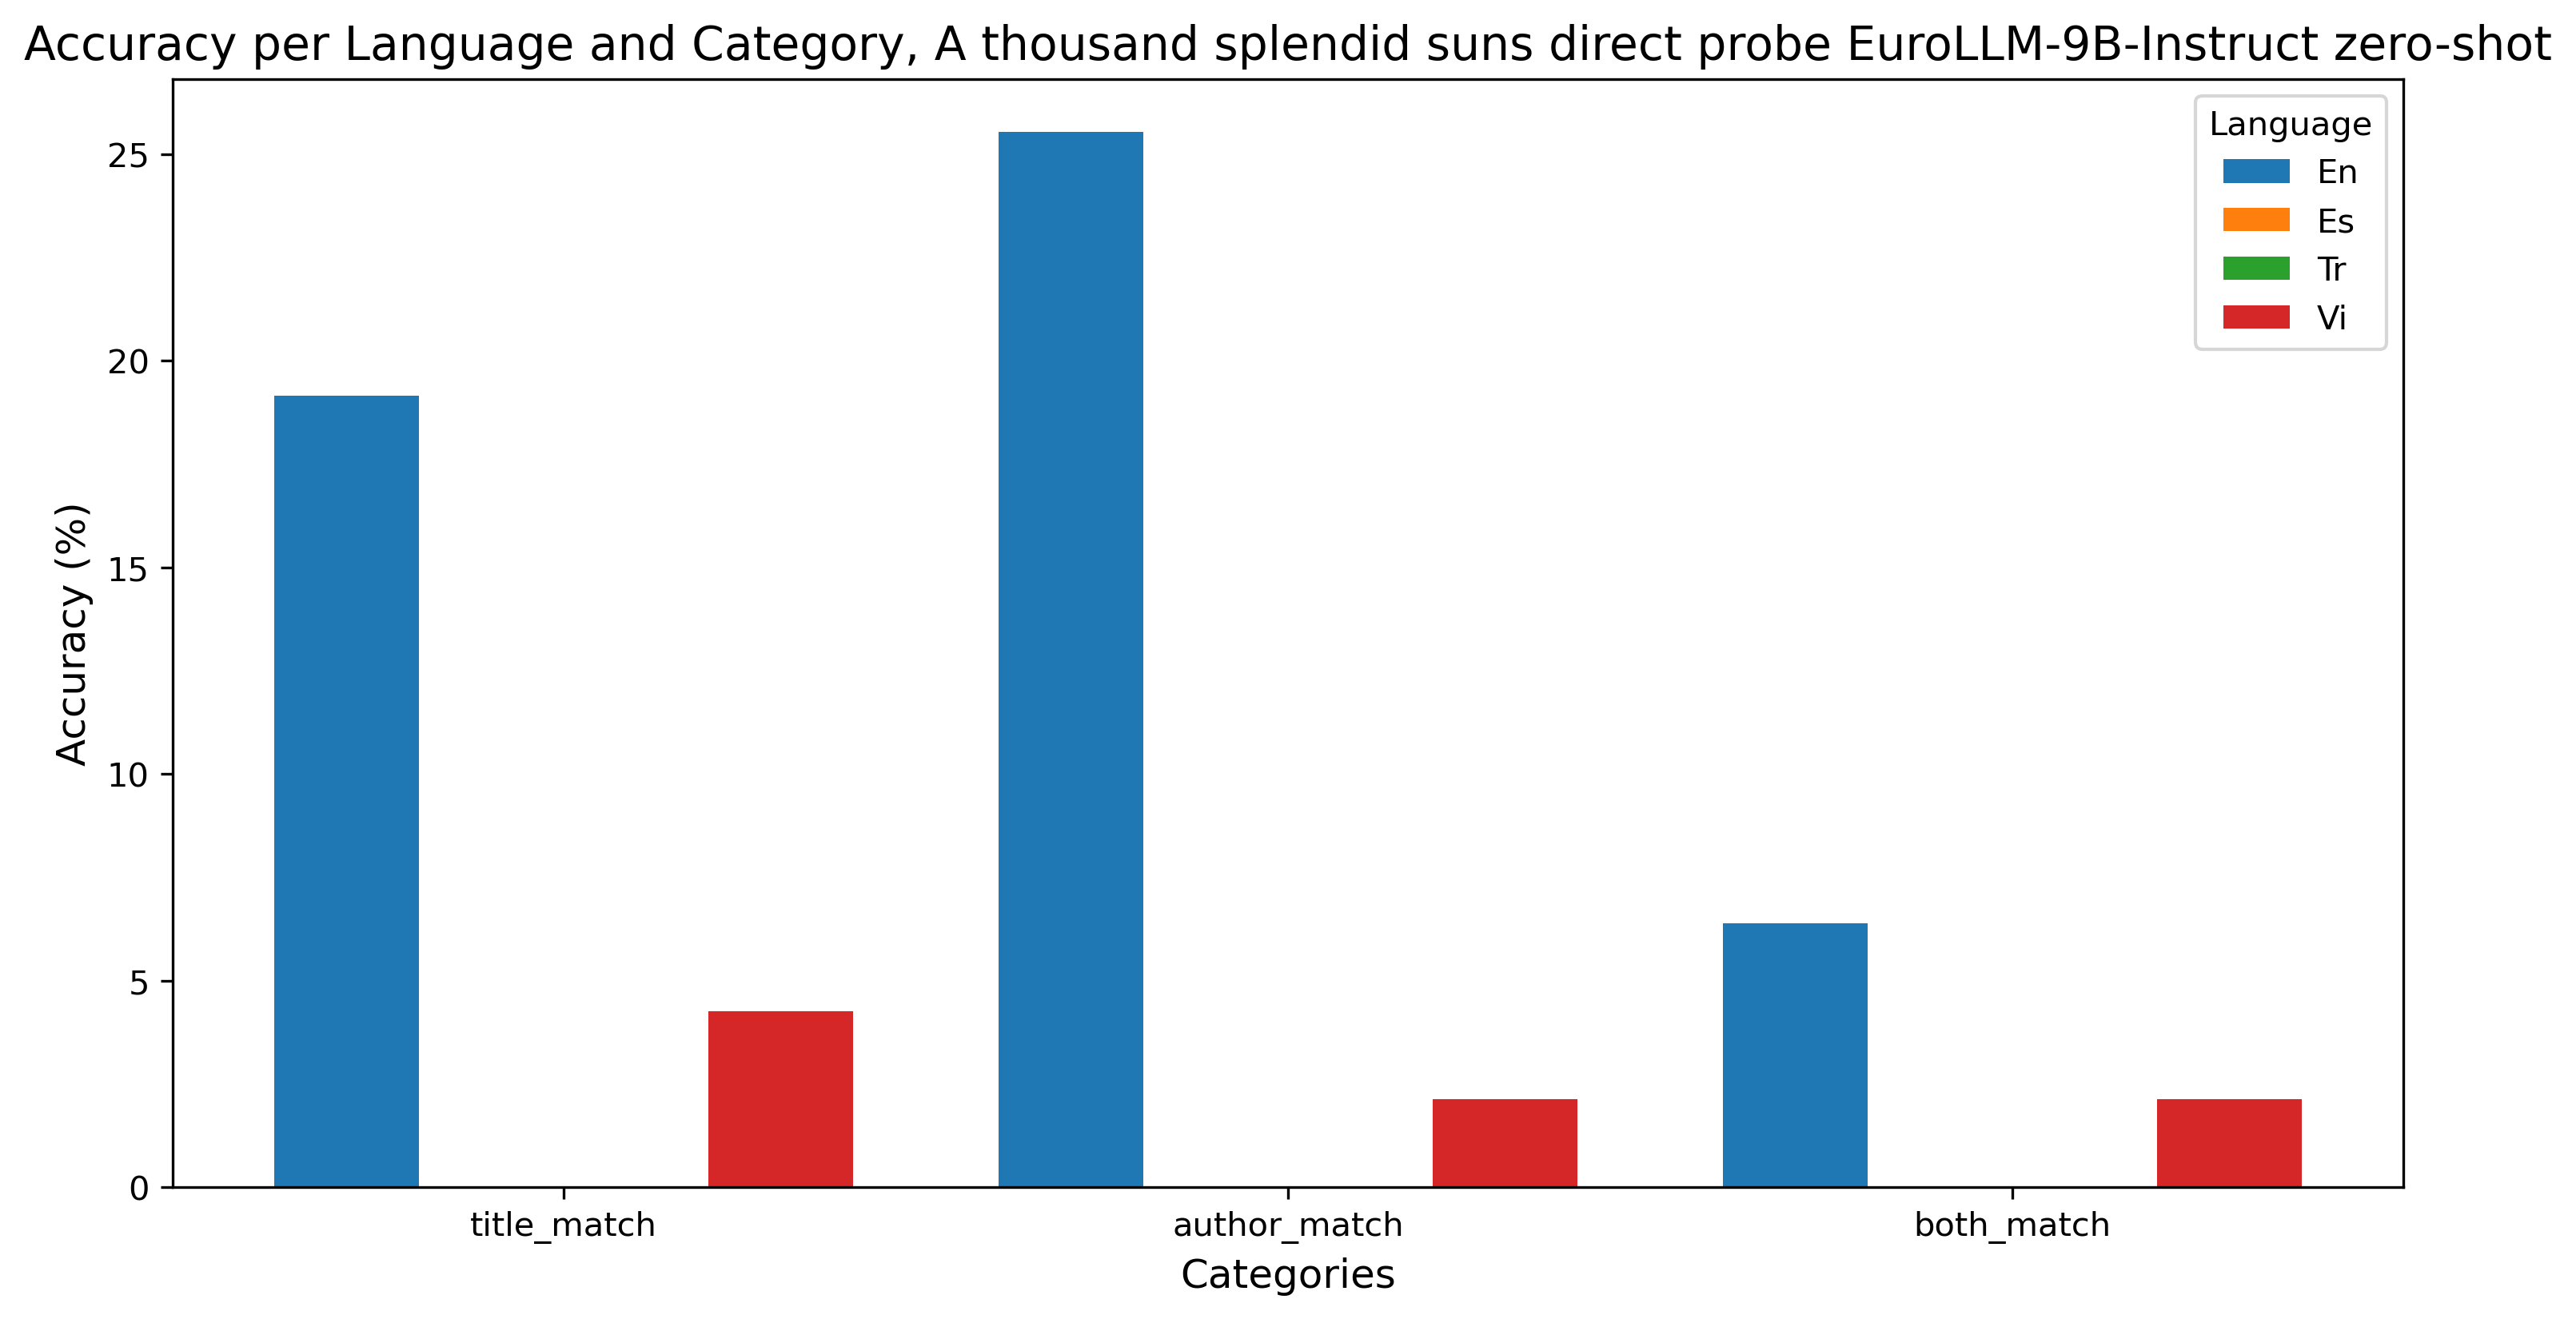 Accuracy per Language and Category, A thousand splendid suns direct probe EuroLLM-9B-Instruct zero-shot
Language
En
Es
Tr
Vi
Accuracy (%)
25
20
15
10
5
0
title_match author_match both_match
Categories